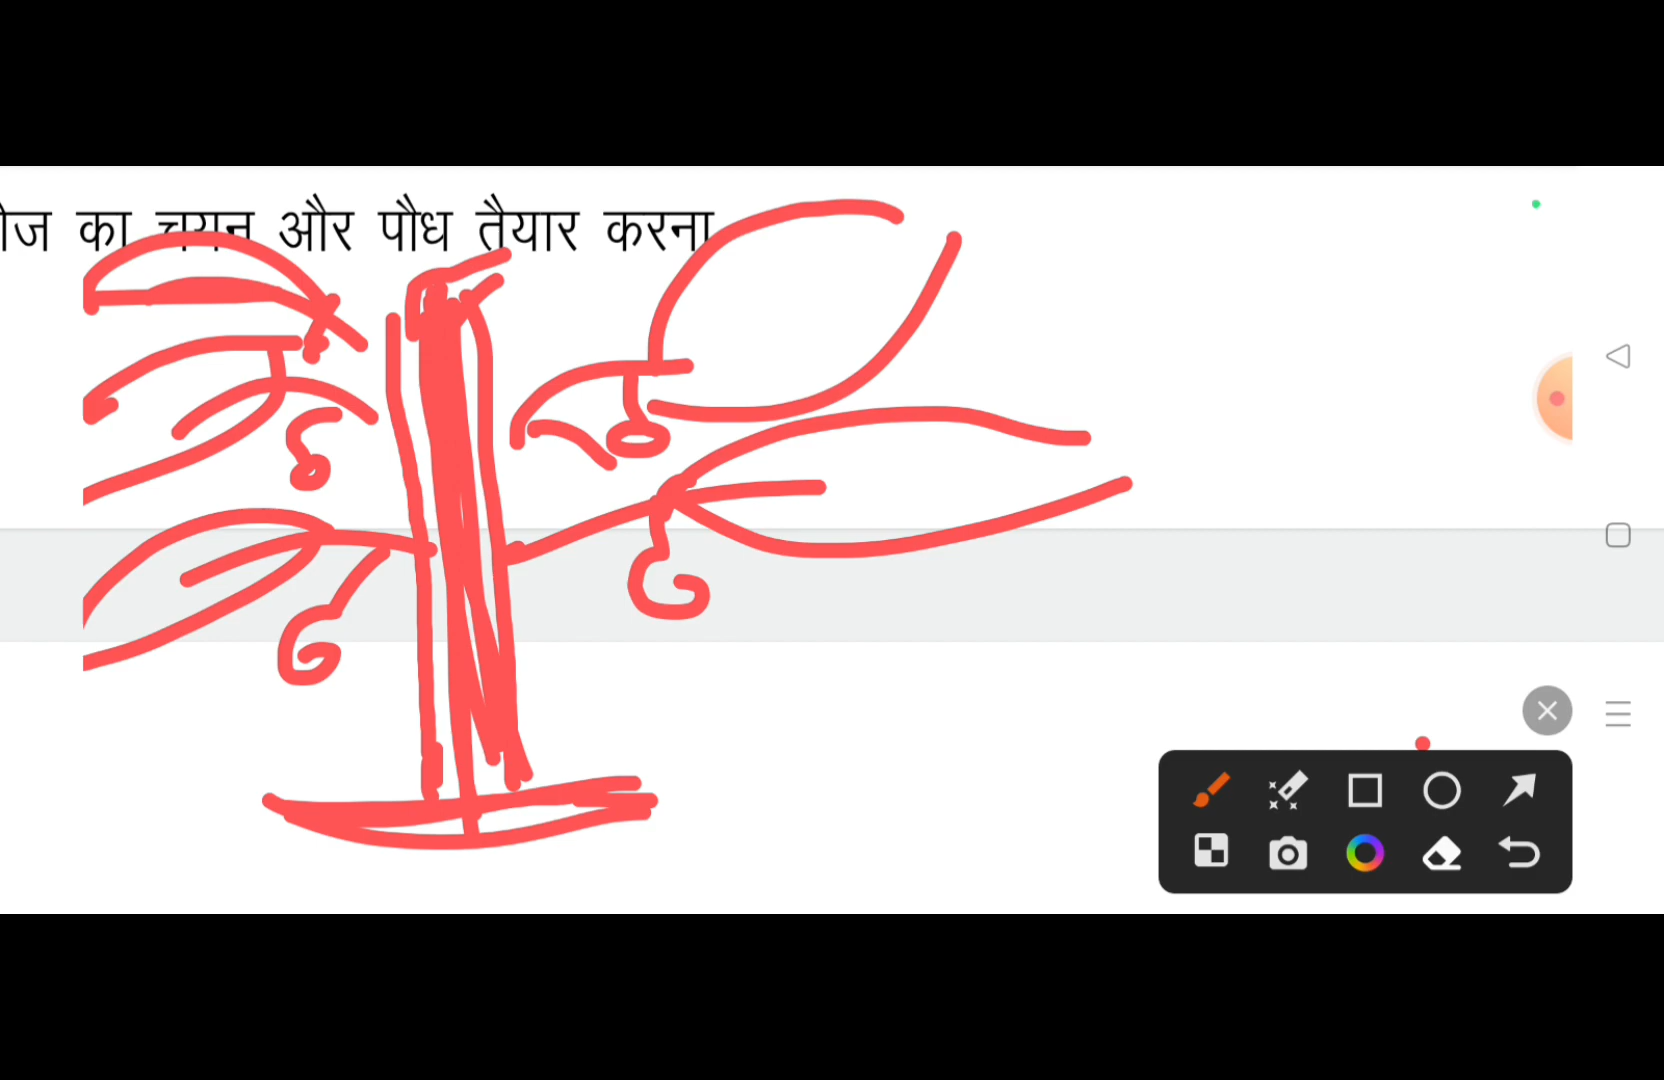 का चयन और पौध तैयार करना